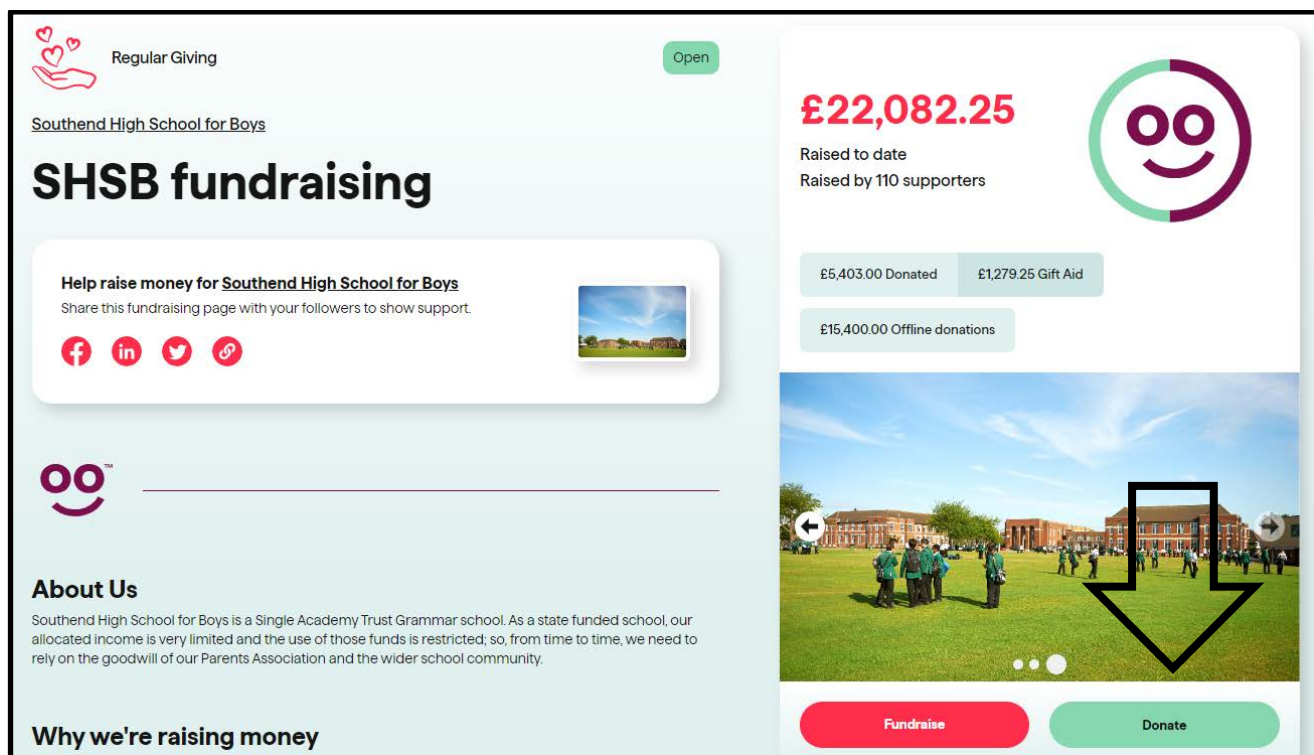 Regular Giving
Open
Southend High School for Boys
SHSB fundraising
Help raise money for Southend High School for Boys
Share this fundraising page with your followers to show support.
About Us
Southend High School for Boys is a Single Academy Trust Grammar school. As a state funded school, our
allocated income is very limited and the use of those funds is restricted; so, from time to time, we need to
rely on the goodwill of our Parents Association and the wider school community.
Why we're raising money
£22,082.25
Raised to date
Raised by 110 supporters
£5,403.00 Donated
£1,279.25 Gift Aid
£15,400.00 Offline donations
Fundraise
Donate